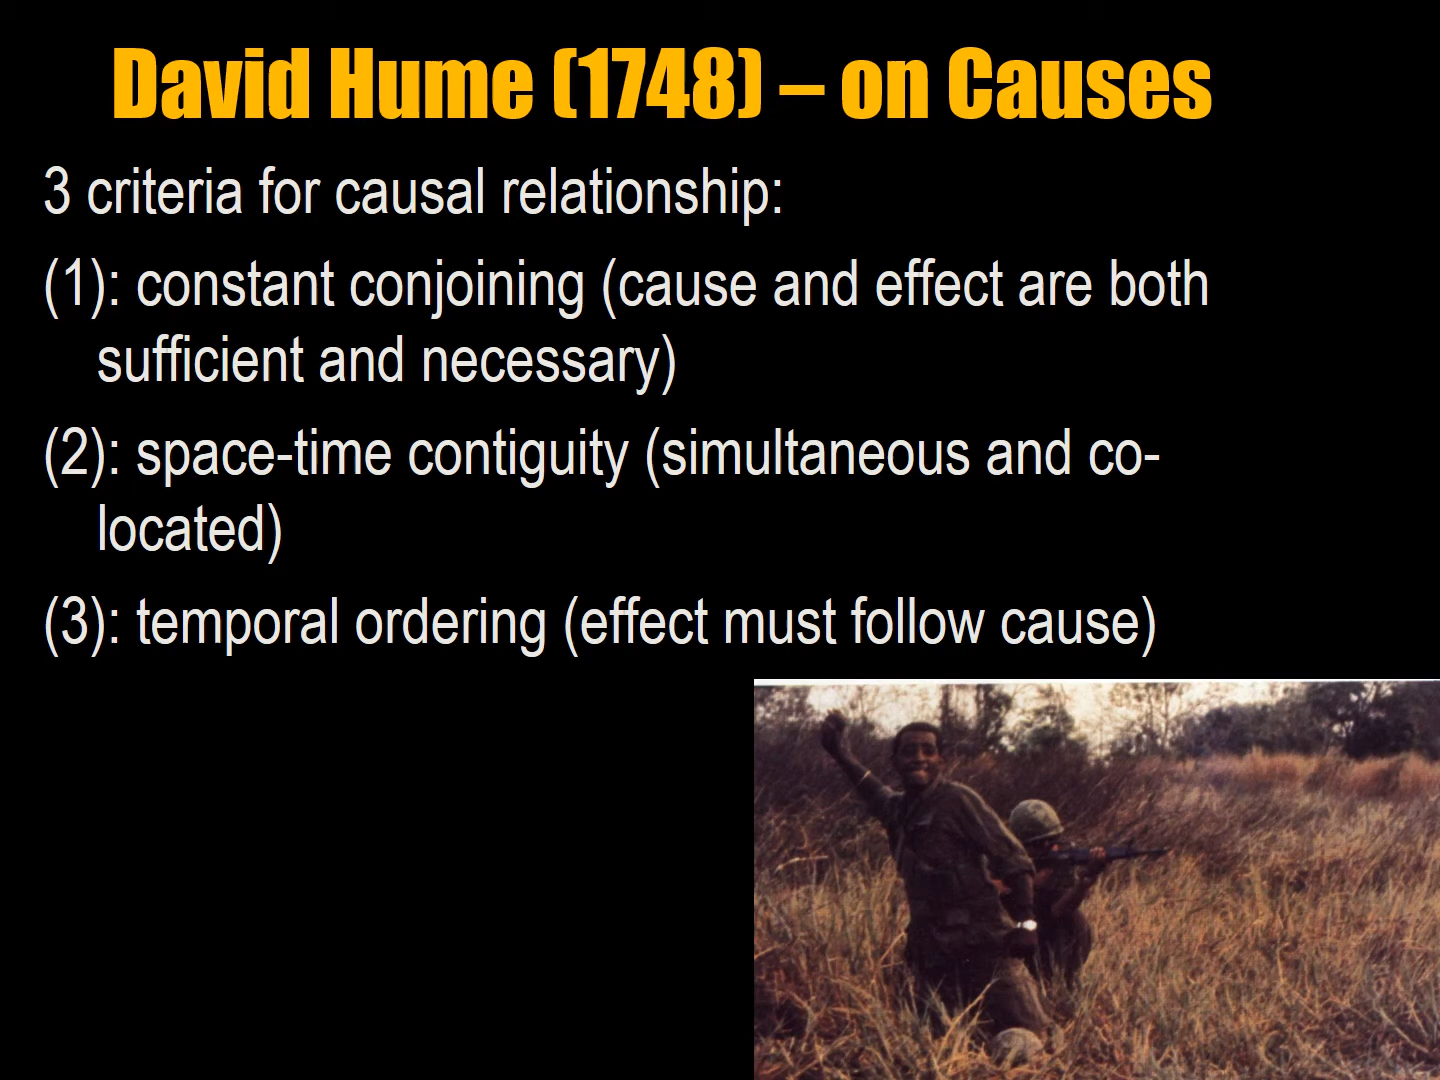 David Hume (1748) – on Causes
3 criteria for causal relationship:
(1): constant conjoining (cause and effect are both
sufficient and necessary)
(2): space-time contiguity (simultaneous and co-
located)
(3): temporal ordering (effect must follow cause)